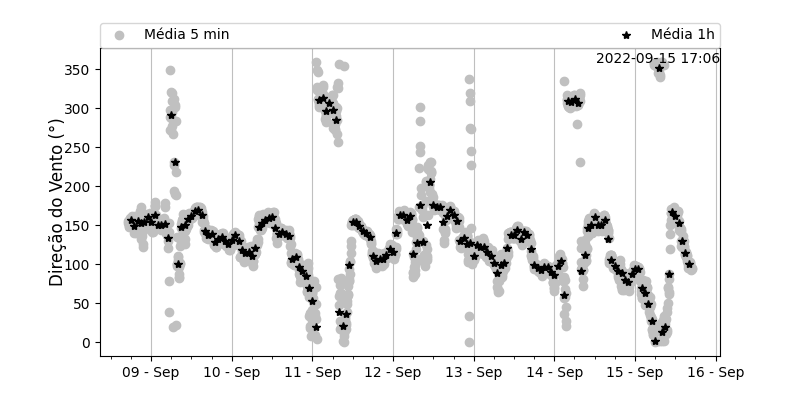 Média 5 min
Média 1h
2022-09-15 17:06
Direção do Vento (°)
350
300
250
200
150
100
50
0
09 - Sep
10 - Sep
11 - Sep
12 - Sep
13 - Sep
14 - Sep
15 - Sep
16 - Sep